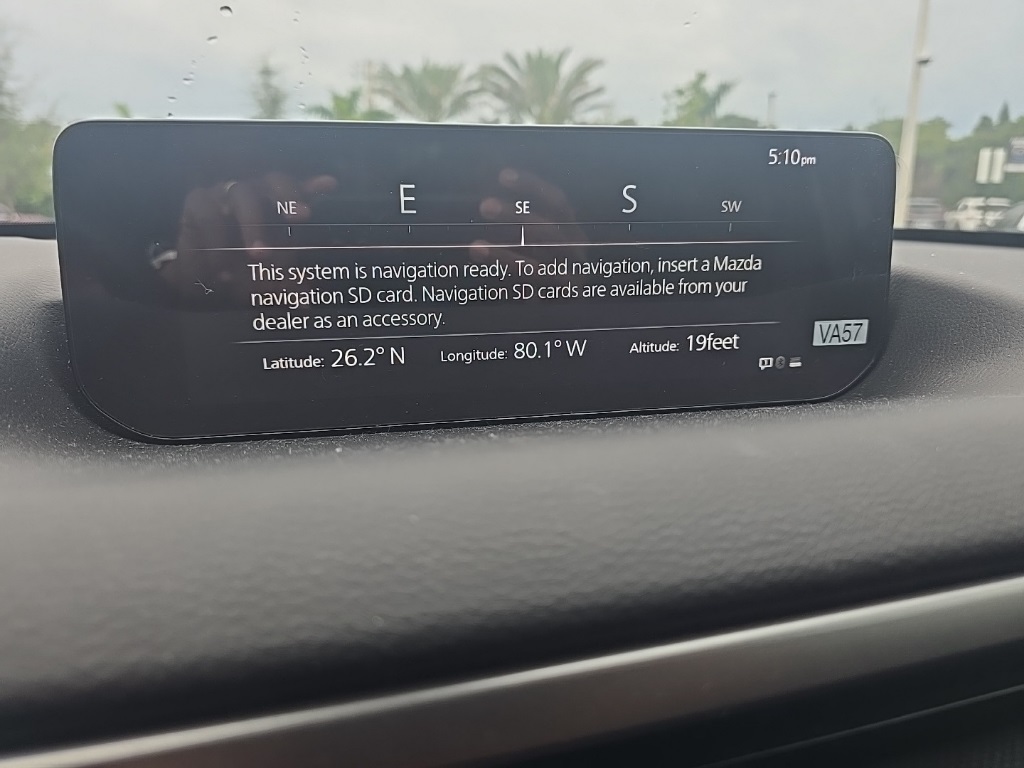 5:10pm
NE E SE S SW
This system is navigation ready. To add navigation, insert a Mazda
navigation SD card. Navigation SD cards are available from your
dealer as an accessory.
Latitude: 26.2° N Longitude: 80.1° W Altitude: 19feet
VA57